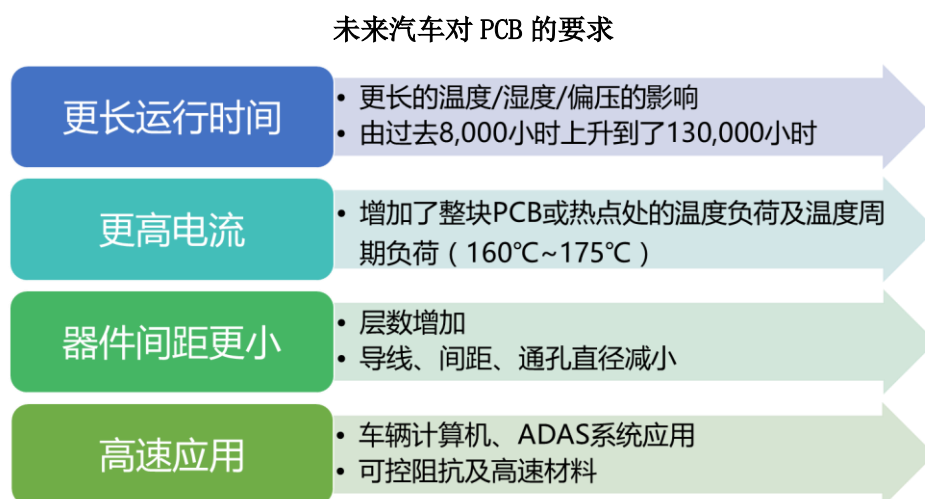 未来汽车对 PCB 的要求
更长运行时间
• 更长的温度/湿度/偏压的影响
• 由过去8,000小时上升到了130,000小时
更高电流
• 增加了整块PCB或热点处的温度负荷及温度周
期负荷（160℃~175℃）
器件间距更小
• 层数增加
• 导线、间距、通孔直径减小
高速应用
• 车辆计算机、ADAS系统应用
• 可控阻抗及高速材料